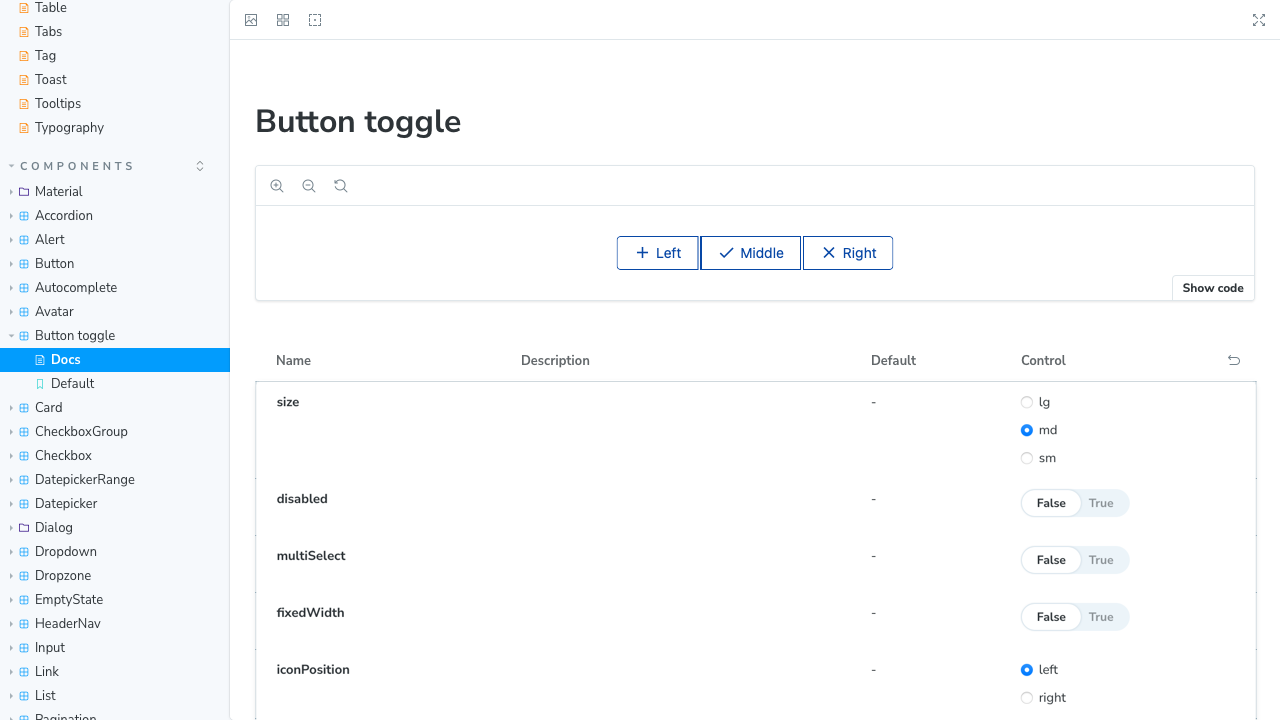 Table
Tabs
Tag
Toast
Tooltips
Typography
COMPONENTS
Material
Accordion
Alert
Button
Autocomplete
Avatar
Button toggle
Docs
Default
Card
CheckboxGroup
Checkbox
DatepickerRange
Datepicker
Dialog
Dropdown
Dropzone
EmptyState
HeaderNav
Input
Link
List
Pagination
Button toggle
Left Middle Right
Show code
Name Description Default Control
size - lg
md
sm
disabled - False True
multiSelect - False True
fixedWidth - False True
iconPosition - left
right